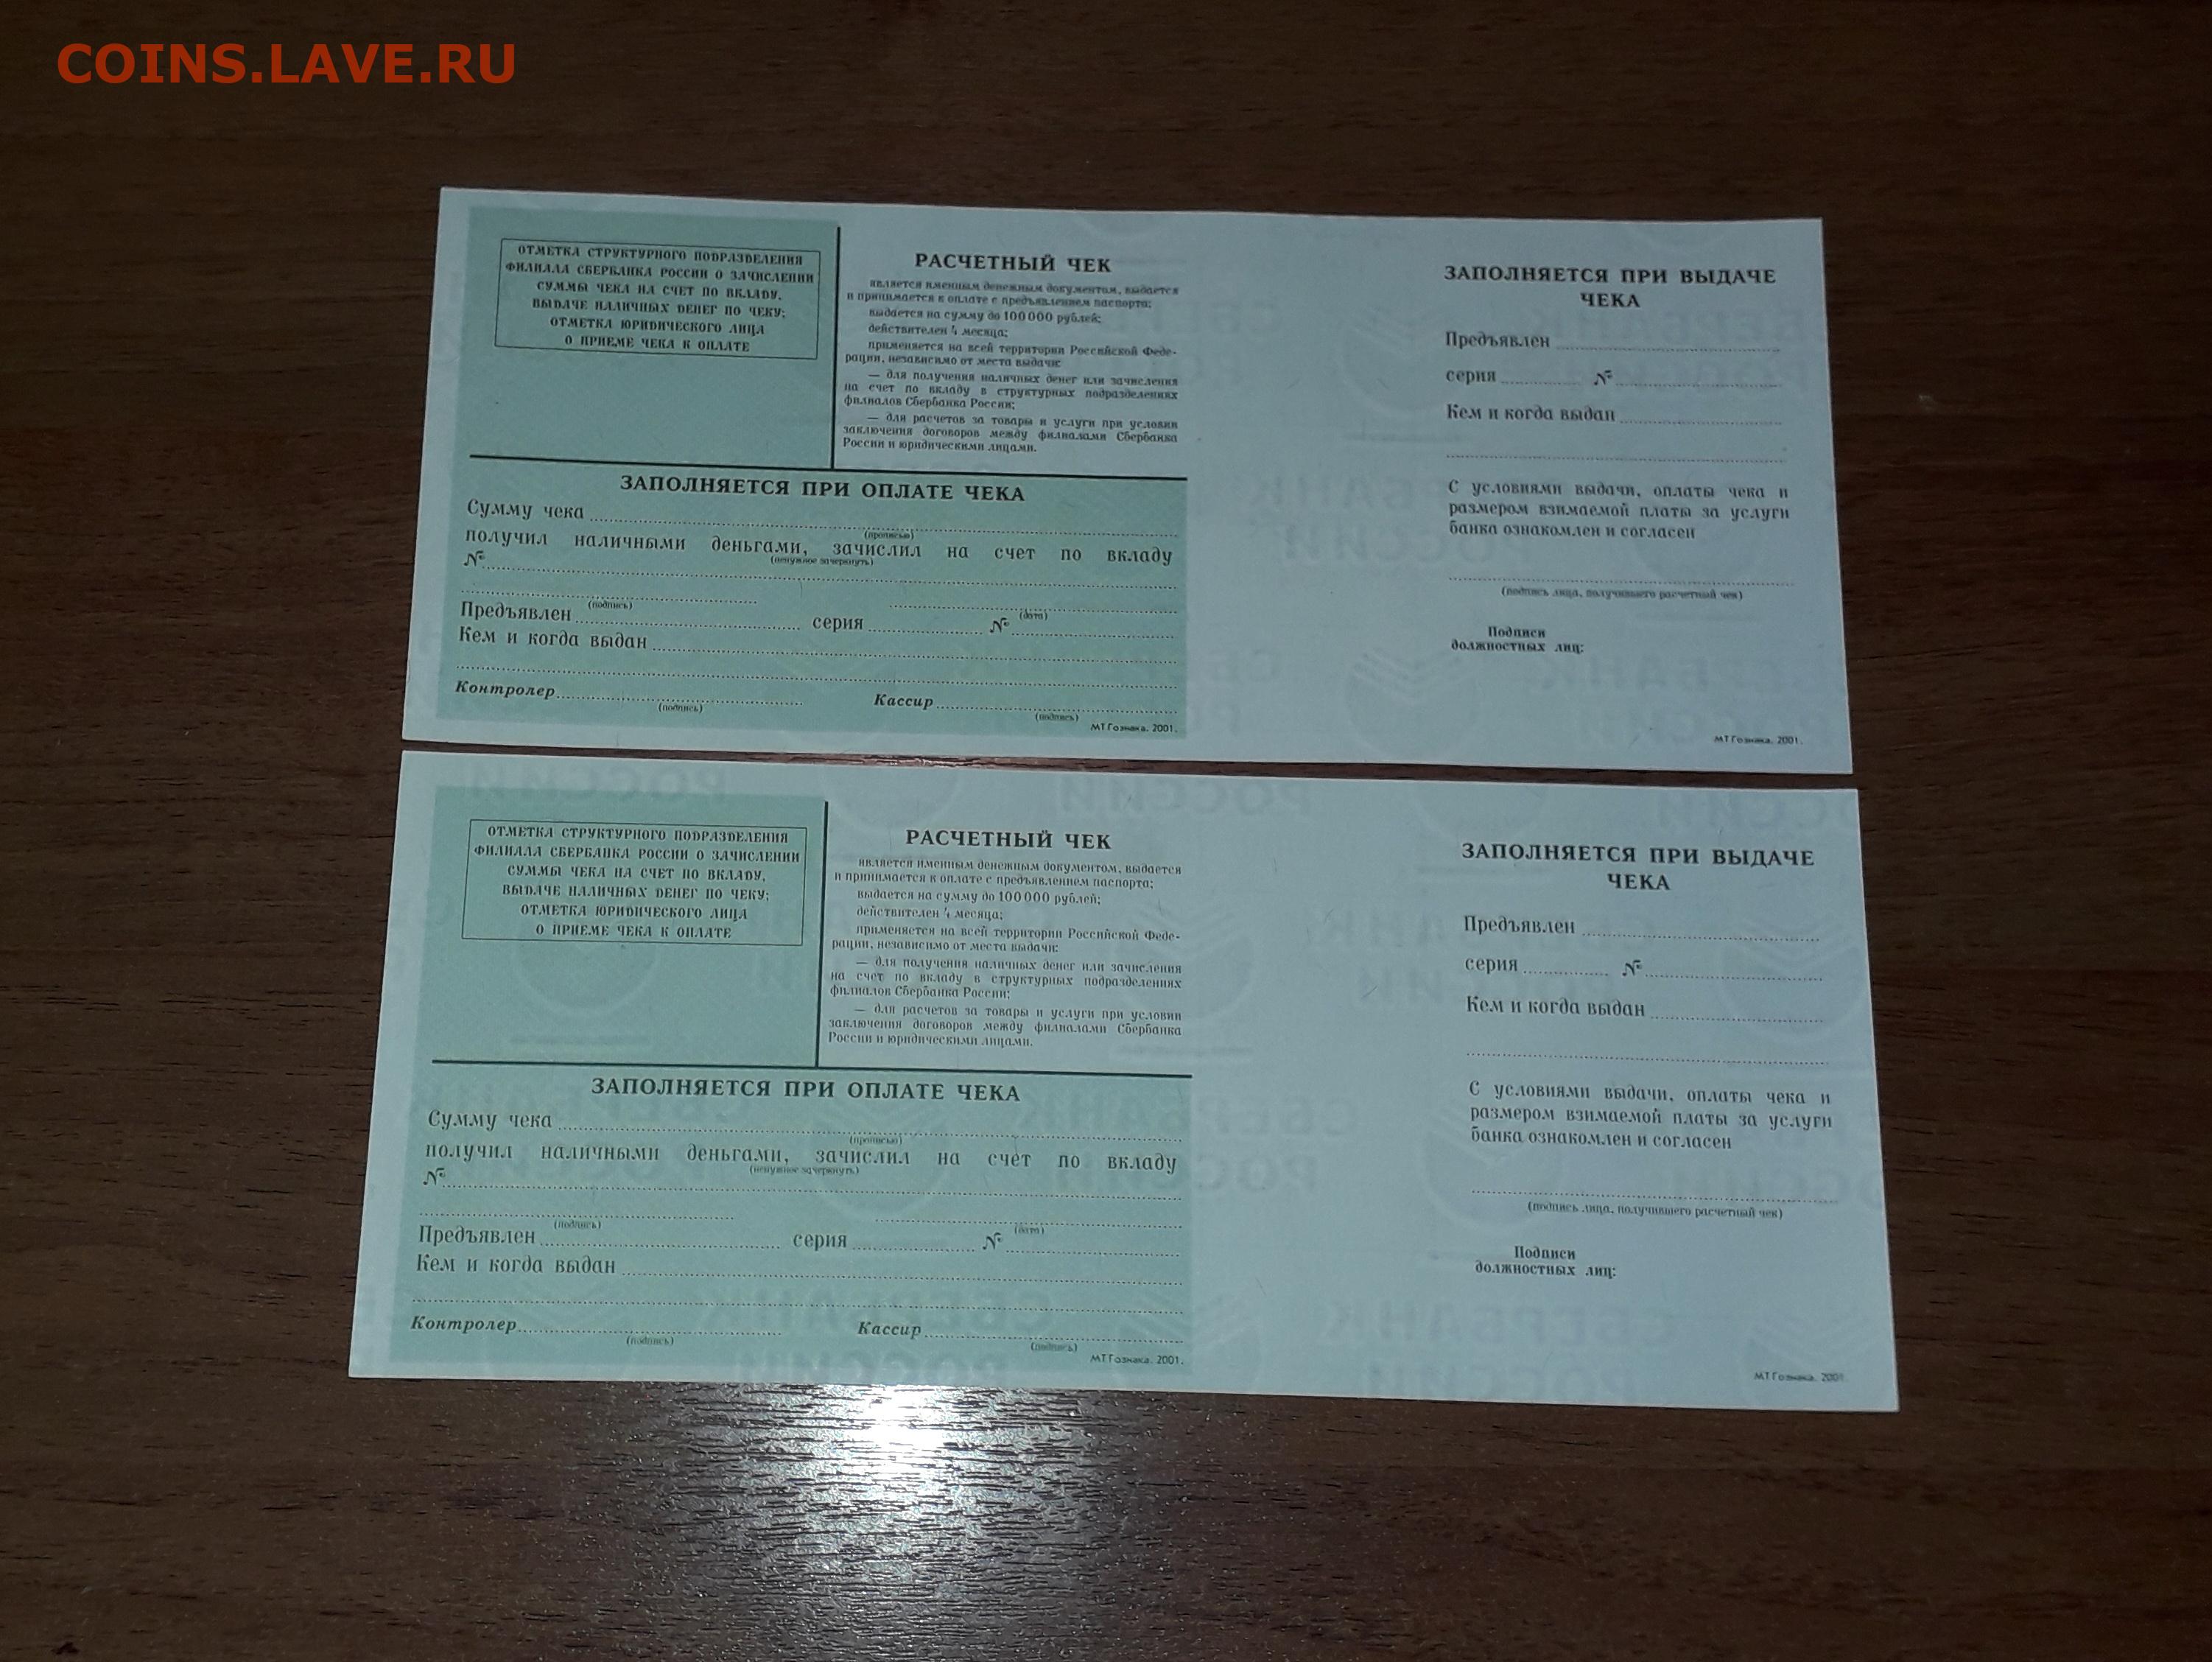 COINS.LAVE.RU
ОТМЕТКА СТРУКТУРНОГО ПОДРАЗДЕЛЕНИЯ
ФИЛИАЛА СБЕРБАНКА РОССИИ О ЗАЧИСЛЕНИИ
СУММЫ ЧЕКА НА СЧЕТ ПО ВКЛАДУ,
ВЫДАЧЕ НАЛИЧНЫХ ДЕНЕГ ПО ЧЕКУ;
ОТМЕТКА ЮРИДИЧЕСКОГО ЛИЦА
О ПРИЕМЕ ЧЕКА К ОПЛАТЕ
РАСЧЕТНЫЙ ЧЕК
является именным денежным документом, выдается
и принимается к оплате с предъявлением паспорта;
выдается на сумму до 100 000 рублей;
действителен 4 месяца;
применяется на всей территории Российской Феде-
рации, независимо от места выдачи:
— для получения наличных денег или зачисления
на счет по вкладу в структурных подразделениях
филиалов Сбербанка России;
— для расчетов за товары и услуги при условии
заключения договоров между филиалами Сбербанка
России и юридическими лицами.
ЗАПОЛНЯЕТСЯ ПРИ ОПЛАТЕ ЧЕКА
Сумму чека
(прописью)
получил наличными деньгами, зачислил на счет по вкладу
(ненужное зачеркнуть)
№
(подпись) (дата)
Предъявлен серия №
Кем и когда выдан
Контролер Кассир
(подпись) (подпись)
МТ Гознака. 2001.
ЗАПОЛНЯЕТСЯ ПРИ ВЫДАЧЕ
ЧЕКА
Предъявлен
серия №
Кем и когда выдан
С условиями выдачи, оплаты чека и
размером взимаемой платы за услуги
банка ознакомлен и согласен
(подпись лица, получившего расчетный чек)
Подписи
должностных лиц:
МТ Гознака. 2001.
ОТМЕТКА СТРУКТУРНОГО ПОДРАЗДЕЛЕНИЯ
ФИЛИАЛА СБЕРБАНКА РОССИИ О ЗАЧИСЛЕНИИ
СУММЫ ЧЕКА НА СЧЕТ ПО ВКЛАДУ,
ВЫДАЧЕ НАЛИЧНЫХ ДЕНЕГ ПО ЧЕКУ;
ОТМЕТКА ЮРИДИЧЕСКОГО ЛИЦА
О ПРИЕМЕ ЧЕКА К ОПЛАТЕ
РАСЧЕТНЫЙ ЧЕК
является именным денежным документом, выдается
и принимается к оплате с предъявлением паспорта;
выдается на сумму до 100 000 рублей;
действителен 4 месяца;
применяется на всей территории Российской Феде-
рации, независимо от места выдачи:
— для получения наличных денег или зачисления
на счет по вкладу в структурных подразделениях
филиалов Сбербанка России;
— для расчетов за товары и услуги при условии
заключения договоров между филиалами Сбербанка
России и юридическими лицами.
ЗАПОЛНЯЕТСЯ ПРИ ОПЛАТЕ ЧЕКА
Сумму чека
(прописью)
получил наличными деньгами, зачислил на счет по вкладу
(ненужное зачеркнуть)
№
(подпись) (дата)
Предъявлен серия №
Кем и когда выдан
Контролер Кассир
(подпись) (подпись)
МТ Гознака. 2001.
ЗАПОЛНЯЕТСЯ ПРИ ВЫДАЧЕ
ЧЕКА
Предъявлен
серия №
Кем и когда выдан
С условиями выдачи, оплаты чека и
размером взимаемой платы за услуги
банка ознакомлен и согласен
(подпись лица, получившего расчетный чек)
Подписи
должностных лиц:
МТ Гознака. 2001.